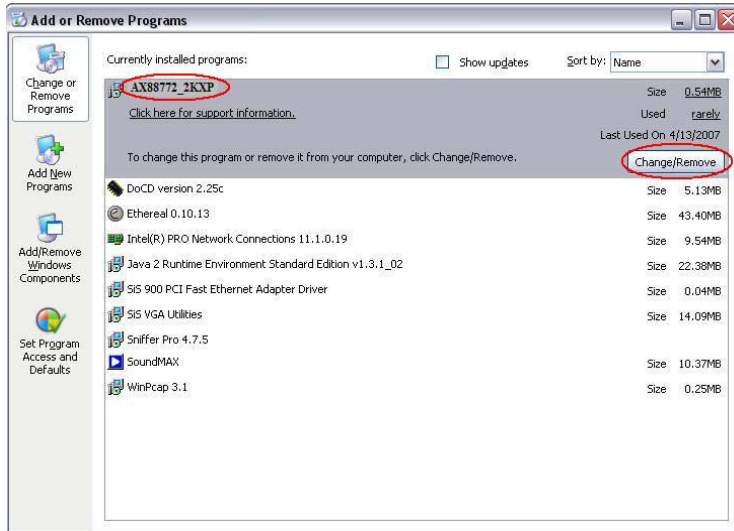 Add or Remove Programs
Change or
Remove
Programs
Add New
Programs
Add/Remove
Windows
Components
Set Program
Access and
Defaults
Currently installed programs:
Show updates
Sort by: Name
AX88772_2KXP
Size 0.54MB
Click here for support information.
Used rarely
Last Used On 4/13/2007
To change this program or remove it from your computer, click Change/Remove.
Change/Remove
DoCD version 2.25c Size 5.13MB
Ethereal 0.10.13 Size 43.40MB
Intel(R) PRO Network Connections 11.1.0.19 Size 9.54MB
Java 2 Runtime Environment Standard Edition v1.3.1_02 Size 22.38MB
SiS 900 PCI Fast Ethernet Adapter Driver Size 0.04MB
SiS VGA Utilities Size 14.09MB
Sniffer Pro 4.7.5
SoundMAX Size 10.37MB
WinPcap 3.1 Size 0.25MB